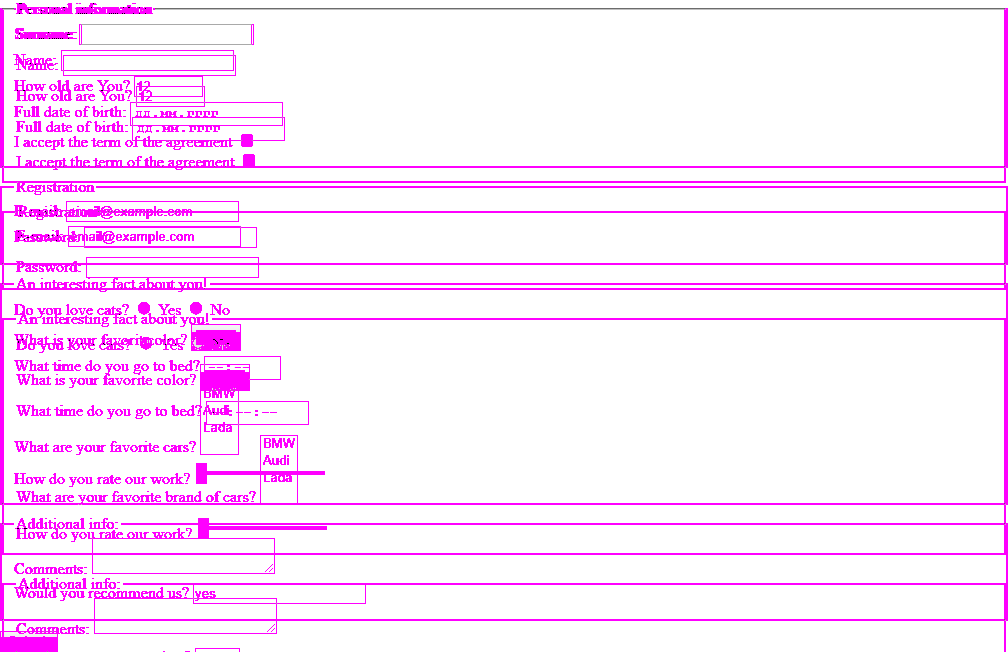 Personal information
Surname:
Name:
Name:
How old are You? 12
How old are You? 12
Full date of birth: дд.мм.гггг
Full date of birth: дд.мм.гггг
I accept the term of the agreement
I accept the term of the agreement
Registration
E-mail: email@example.com
Registration
Password:
E-mail: email@example.com
Password:
An interesting fact about you!
Do you love cats? Yes No
An interesting fact about you!
What is your favorite color?
Do you love cats? Yes
What time do you go to bed? --:--
What is your favorite color?
BMW
What time do you go to bed? --:--
Audi
Lada
What are your favorite cars?
BMW
Audi
How do you rate our work?
Lada
What are your favorite brand of cars?
Additional info:
How do you rate our work?
Comments:
Additional info:
Would you recommend us? yes
Comments: